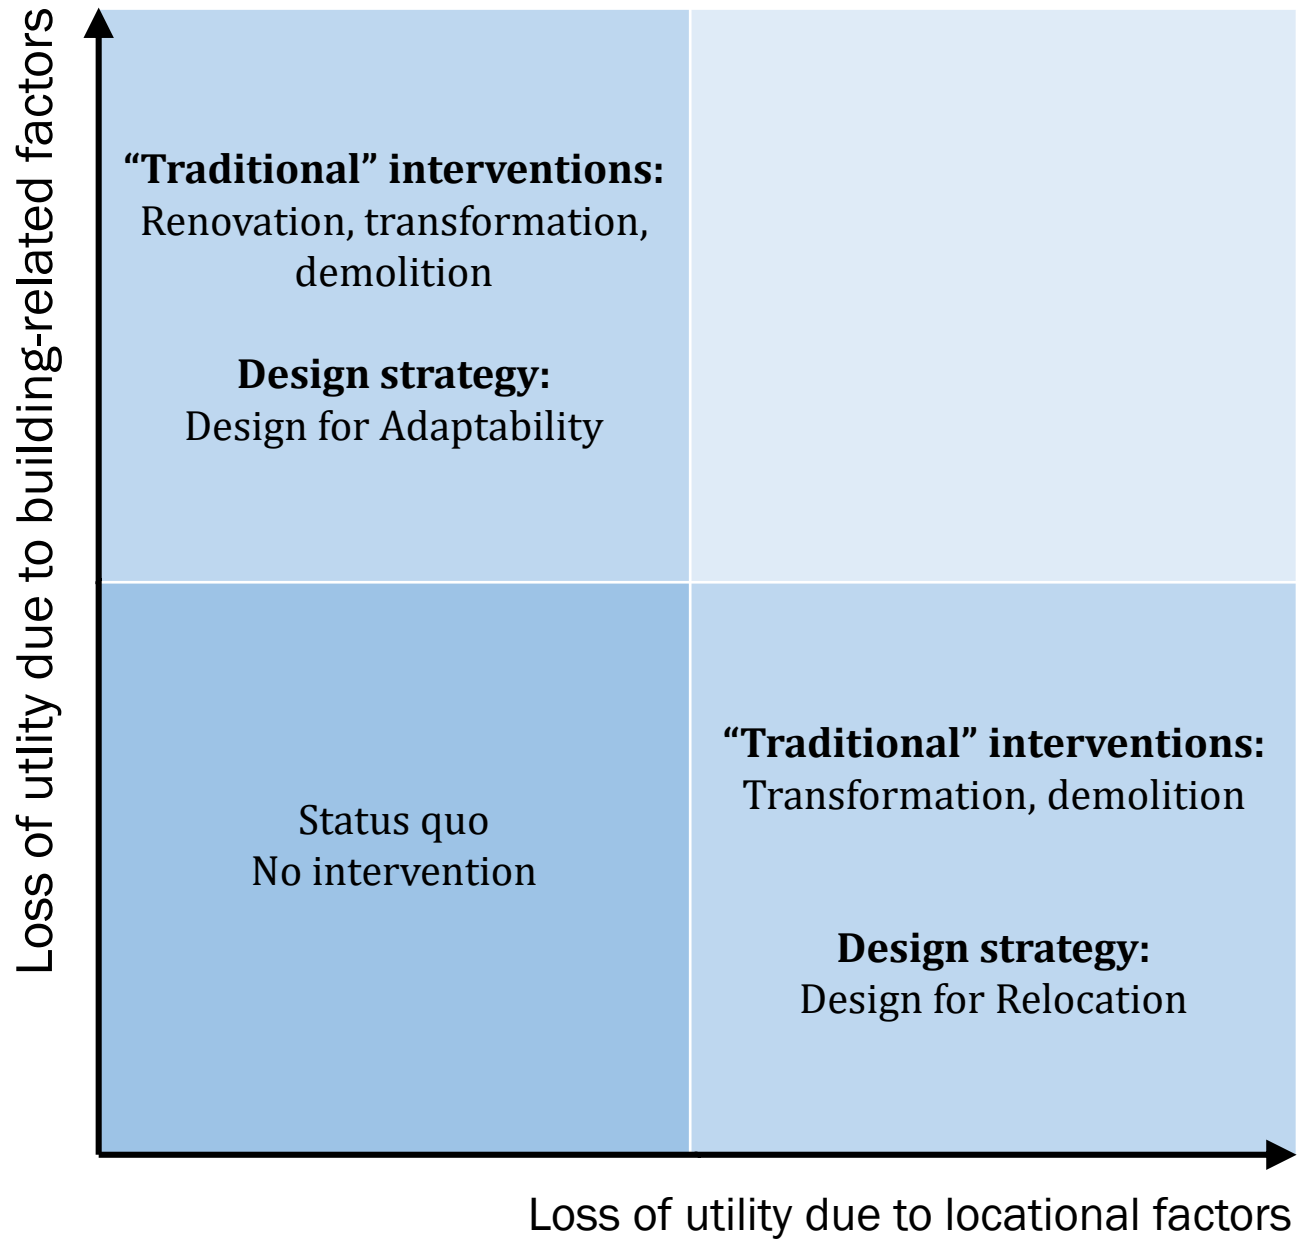 Loss of utlity due to building-related factors
“Traditional” interventions:
Renovation, transformation,
demolition
Design strategy:
Design for Adaptability
Status quo
No intervention
“Traditional” interventions:
Transformation, demolition
Design strategy:
Design for Relocation
Loss of utility due to locational factors